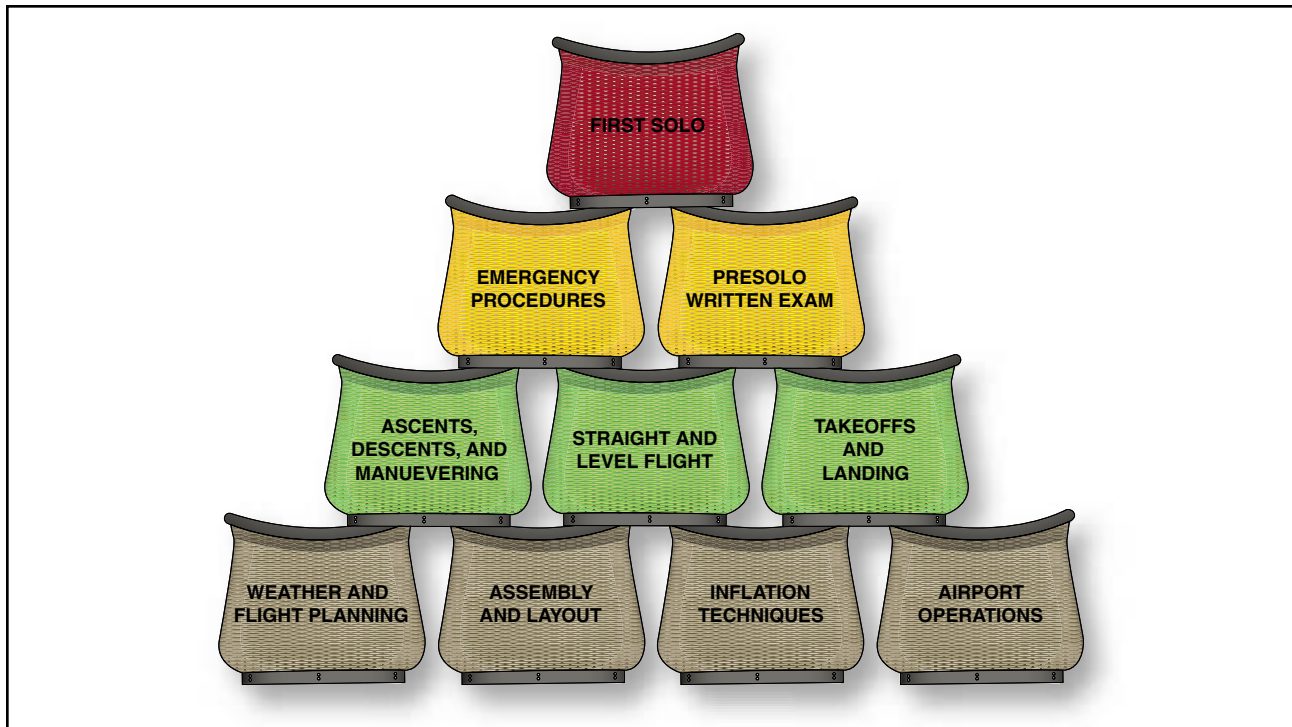 FIRST SOLO
EMERGENCY
PROCEDURES
PRESOLO
WRITTEN EXAM
ASCENTS,
DESCENTS, AND
MANUEVERING
STRAIGHT AND
LEVEL FLIGHT
TAKEOFFS
AND
LANDING
WEATHER AND
FLIGHT PLANNING
ASSEMBLY
AND LAYOUT
INFLATION
TECHNIQUES
AIRPORT
OPERATIONS